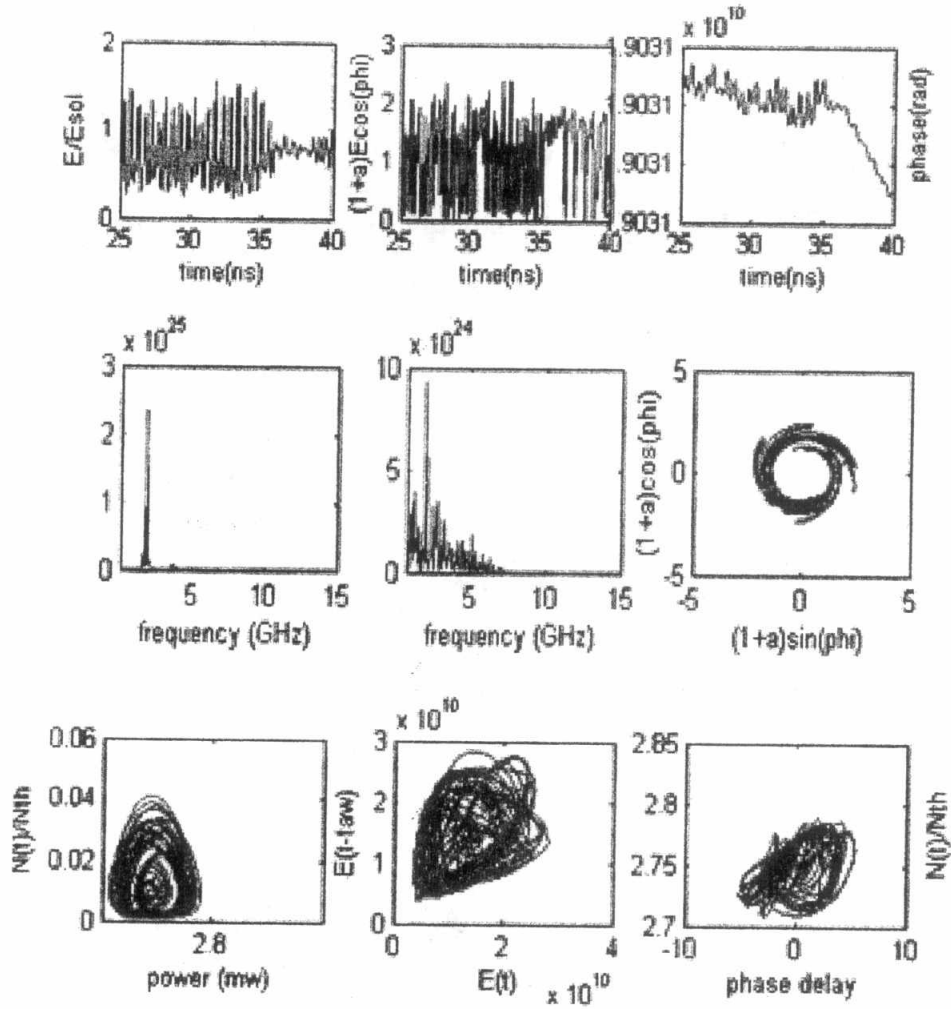 x 10^10
2
1
0
E/Esol
25 30 35 40
time(ns)
3
2
1
0
(1+a)Ecos(phi)
25 30 35 40
time(ns)
.9031
.9031
.9031
.9031
phase(rad)
25 30 35 40
time(ns)
x 10^25
3
2
1
0
5 10 15
frequency (GHz)
x 10^24
10
5
0
5 10 15
frequency (GHz)
5
0
-5
(1+a)cos(phi)
-5 0 5
(1+a)sin(phi)
0.06
0.04
0.02
0
N(t)/Nth
2.8
power (mw)
x 10^10
3
2
1
0
E(t-taw)
0 2 4
E(t) x 10^10
2.85
2.8
2.75
2.7
N(t)/Nth
-10 0 10
phase delay